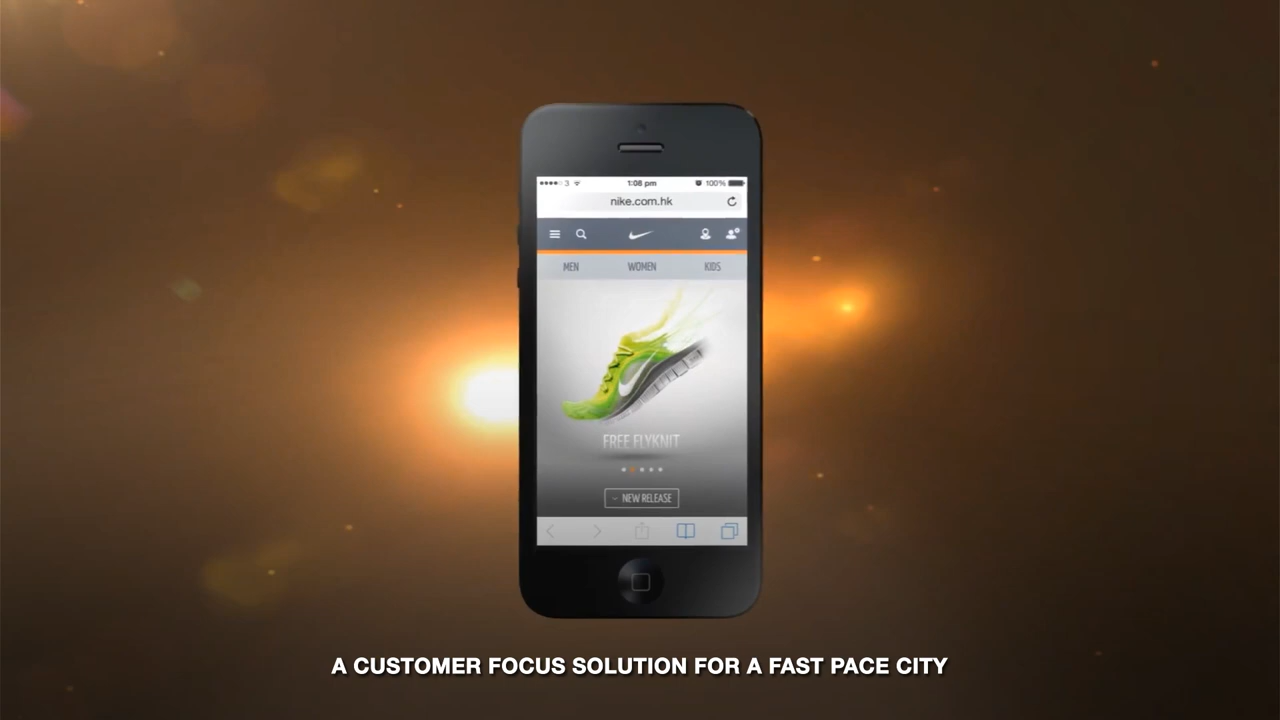 3 1:08 pm 100%
nike.com.hk
MEN WOMEN KIDS
FREE FLYKNIT
NEW RELEASE
A CUSTOMER FOCUS SOLUTION FOR A FAST PACE CITY